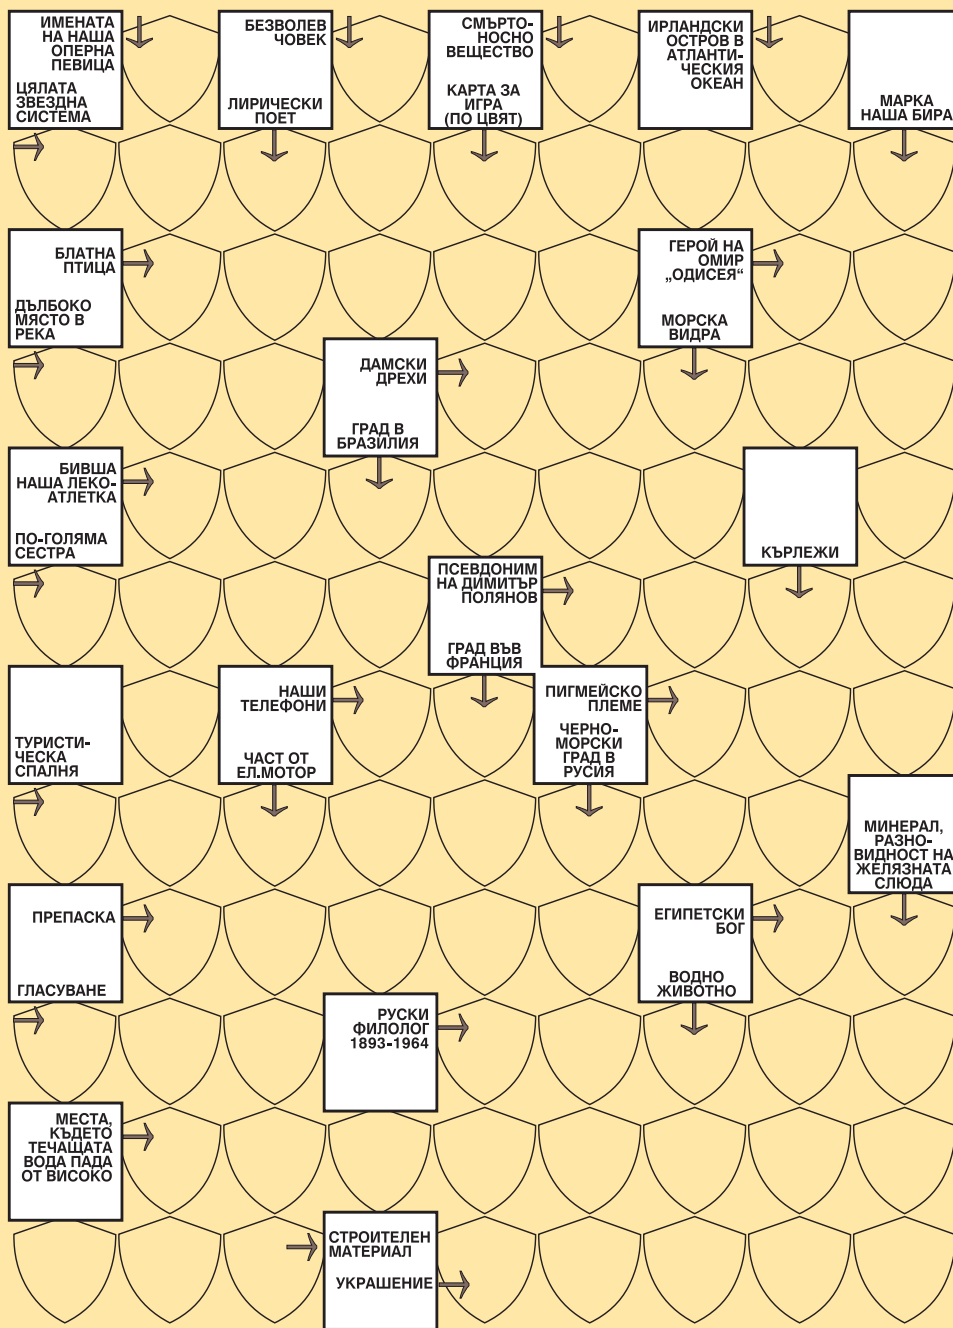 ИМЕНАТА
НА НАША
ОПЕРНА
ПЕВИЦА
ЦЯЛАТА
ЗВЕЗДНА
СИСТЕМА
БЕЗВОЛЕВ
ЧОВЕК
ЛИРИЧЕСКИ
ПОЕТ
СМЪРТО-
НОСНО
ВЕЩЕСТВО
КАРТА ЗА
ИГРА
(ПО ЦВЯТ)
ИРЛАНДСКИ
ОСТРОВ В
АТЛАНТИ-
ЧЕСКИЯ
ОКЕАН
МАРКА
НАША БИРА
БЛАТНА
ПТИЦА
ДЪЛБОКО
МЯСТО В
РЕКА
ГЕРОЙ НА
ОМИР
„ОДИСЕЯ“
МОРСКА
ВИДРА
ДАМСКИ
ДРЕХИ
ГРАД В
БРАЗИЛИЯ
БИВША
НАША ЛЕКО-
АТЛЕТКА
ПО-ГОЛЯМА
СЕСТРА
КЪРЛЕЖИ
ПСЕВДОНИМ
НА ДИМИТЪР
ПОЛЯНОВ
ГРАД ВЪВ
ФРАНЦИЯ
ТУРИСТИ-
ЧЕСКА
СПАЛНЯ
НАШИ
ТЕЛЕФОНИ
ЧАСТ ОТ
ЕЛ.МОТОР
ПИГМЕЙСКО
ПЛЕМЕ
ЧЕРНО-
МОРСКИ
ГРАД В
РУСИЯ
МИНЕРАЛ,
РАЗНО-
ВИДНОСТ НА
ЖЕЛЯЗНАТА
СЛЮДА
ПРЕПАСКА
ГЛАСУВАНЕ
ЕГИПЕТСКИ
БОГ
ВОДНО
ЖИВОТНО
РУСКИ
ФИЛОЛОГ
1893-1964
МЕСТА,
КЪДЕТО
ТЕЧАЩАТА
ВОДА ПАДА
ОТ ВИСОКО
СТРОИТЕЛЕН
МАТЕРИАЛ
УКРАШЕНИЕ